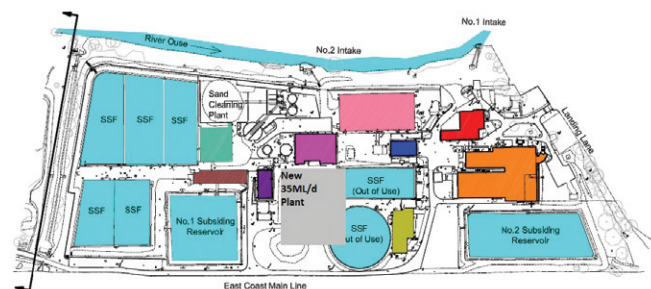 No.1 Intake
River Ouse
No.2 Intake
Sand
Cleaning
Plant
SSF
SSF
SSF
Landing Lane
New
35ML/d
Plant
SSF
(Out of Use)
SSF
SSF
No.1 Subsiding
Reservoir
SSF
Out of Use)
No.2 Subsiding
Reservoir
East Coast Main Line